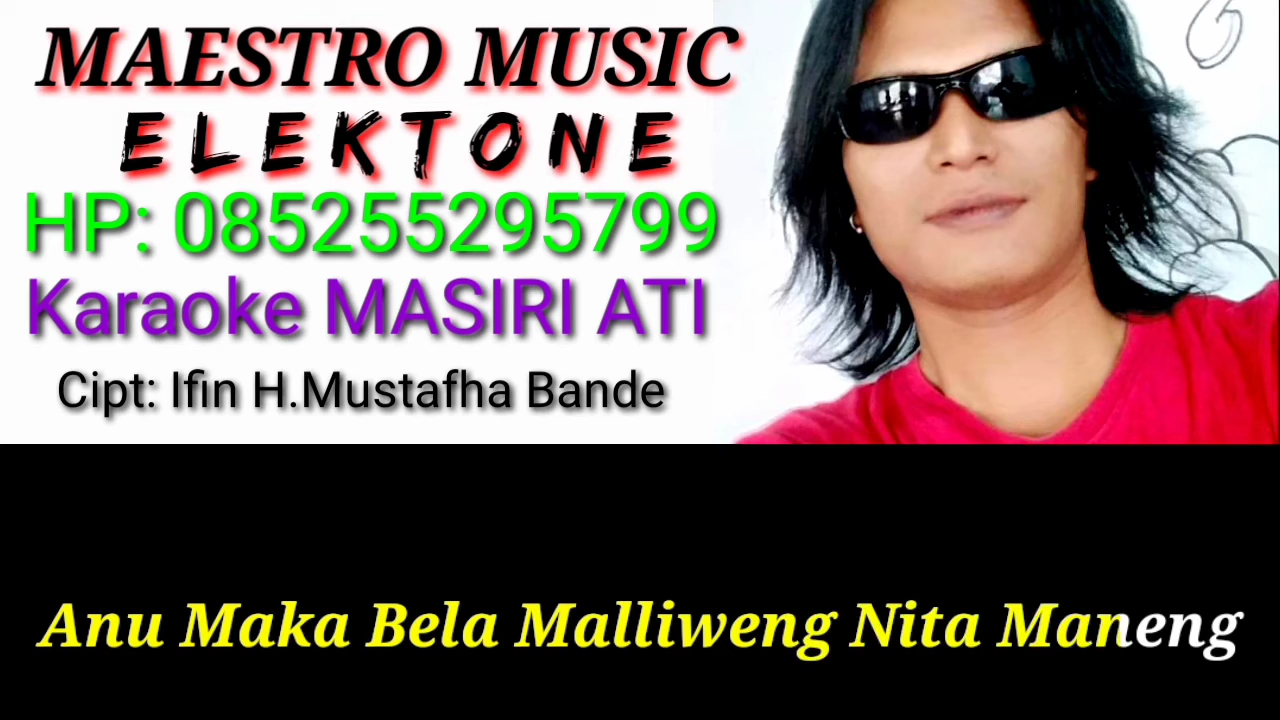 MAESTRO MUSIC
ELEKTONE
HP: 085255295799
Karaoke MASIRI ATI
Cipt: Ifin H.Mustafha Bande
Anu Maka Bela Malliweng Nita Maneng